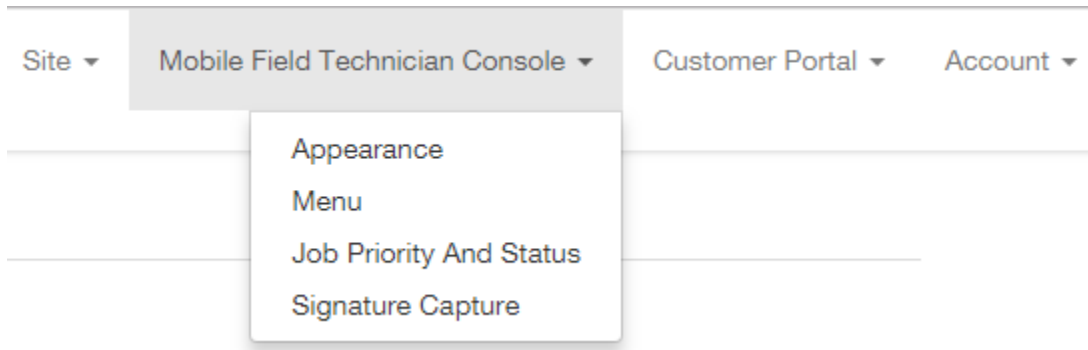 Site Mobile Field Technician Console Customer Portal Account
Appearance
Menu
Job Priority And Status
Signature Capture